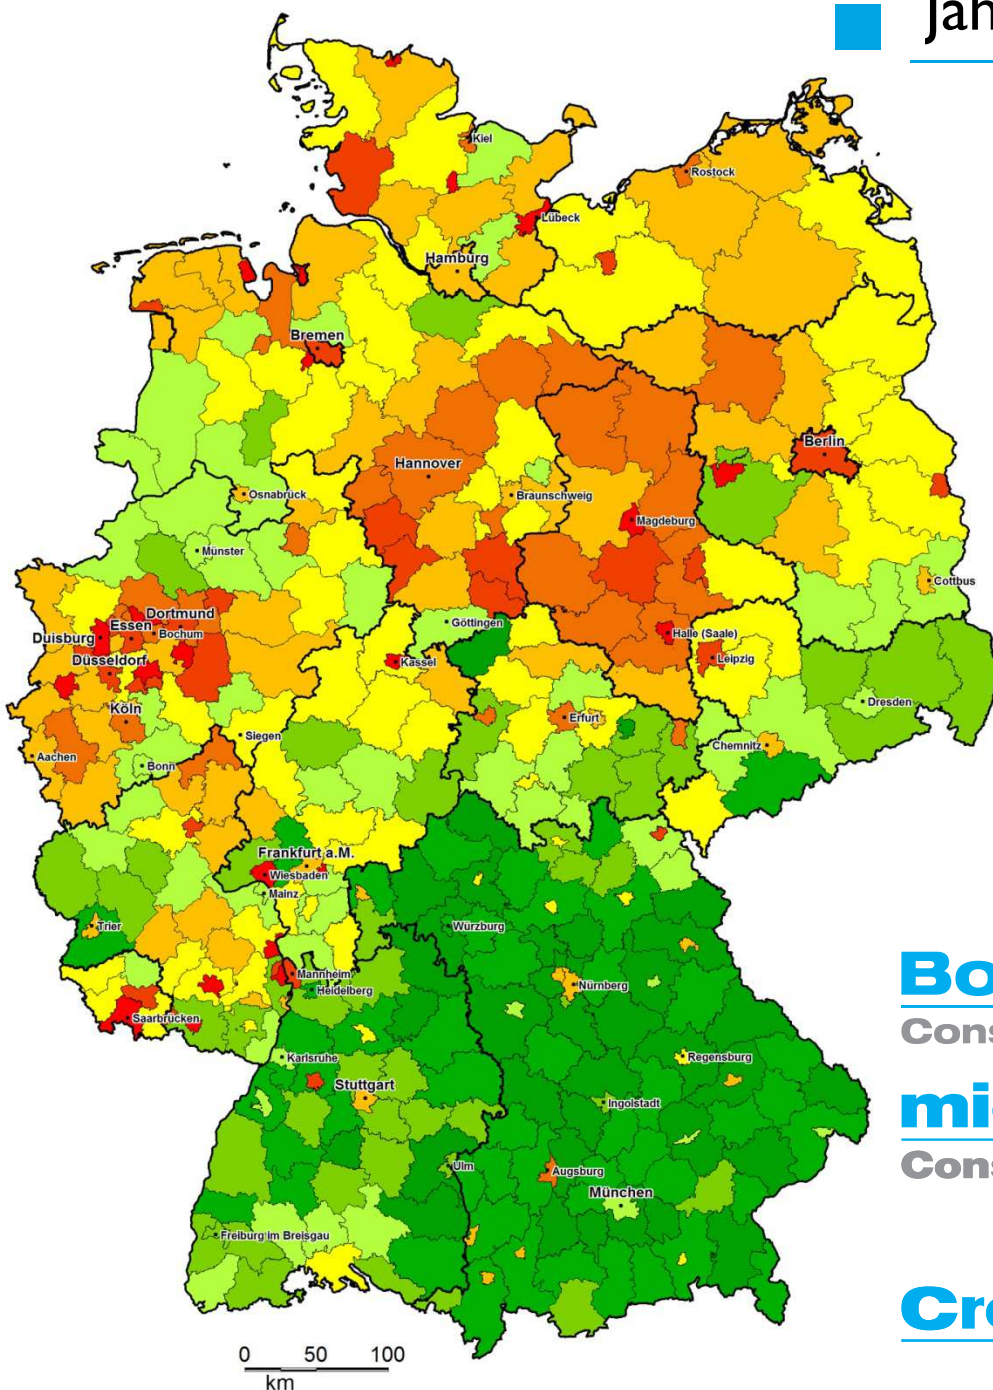 Jah
Kiel
Rostock
Lübeck
Hamburg
Bremen
Berlin
Hannover
Osnabrück
Braunschweig
Magdeburg
Münster
Cottbus
Dortmund
Essen
Bochum
Duisburg
Göttingen
Halle (Saale)
Düsseldorf
Kassel
Leipzig
Köln
Erfurt
Dresden
Siegen
Chemnitz
Aachen
Bonn
Frankfurt a.M.
Wiesbaden
Mainz
Trier
Würzburg
Mannheim
Heidelberg
Nürnberg
Saarbrücken
Karlsruhe
Regensburg
Stuttgart
Ingolstadt
Ulm
Augsburg
München
Freiburg im Breisgau
Bo
Cons
mi
Cons
Cre
0 50 100
km